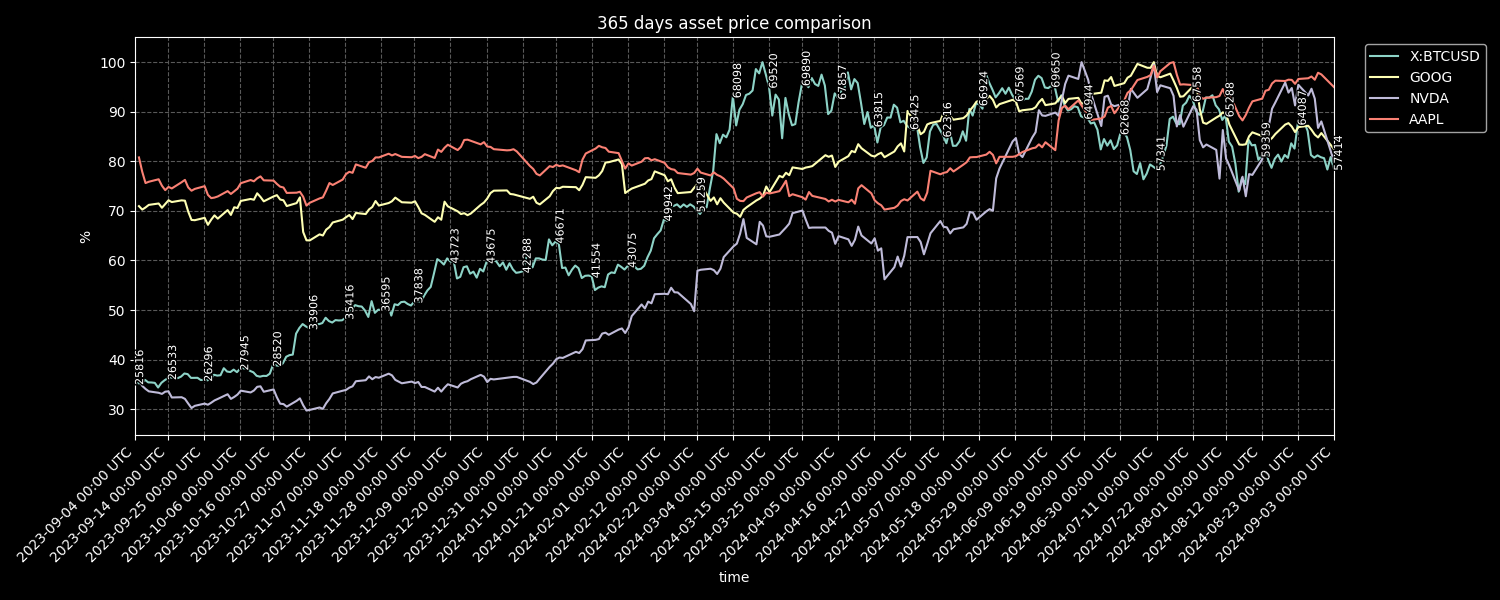 365 days asset price comparison
X:BTCUSD
GOOG
NVDA
AAPL
%
100
90
80
70
60
50
40
30
25816
26533
26296
27945
28520
33906
35416
36595
37838
43723
43675
42288
46671
41554
43075
49942
51259
68098
69520
69890
67857
63815
63425
62316
66924
67569
69650
64944
62668
57341
67558
65288
59359
64087
57414
2023-09-04 00:00 UTC
2023-09-14 00:00 UTC
2023-09-25 00:00 UTC
2023-10-06 00:00 UTC
2023-10-16 00:00 UTC
2023-10-27 00:00 UTC
2023-11-07 00:00 UTC
2023-11-18 00:00 UTC
2023-11-28 00:00 UTC
2023-12-09 00:00 UTC
2023-12-20 00:00 UTC
2023-12-31 00:00 UTC
2024-01-10 00:00 UTC
2024-01-21 00:00 UTC
2024-02-01 00:00 UTC
2024-02-12 00:00 UTC
2024-02-22 00:00 UTC
2024-03-04 00:00 UTC
2024-03-15 00:00 UTC
2024-03-25 00:00 UTC
2024-04-05 00:00 UTC
2024-04-16 00:00 UTC
2024-04-27 00:00 UTC
2024-05-07 00:00 UTC
2024-05-18 00:00 UTC
2024-05-29 00:00 UTC
2024-06-09 00:00 UTC
2024-06-19 00:00 UTC
2024-06-30 00:00 UTC
2024-07-11 00:00 UTC
2024-07-21 00:00 UTC
2024-08-01 00:00 UTC
2024-08-12 00:00 UTC
2024-08-23 00:00 UTC
2024-09-03 00:00 UTC
time